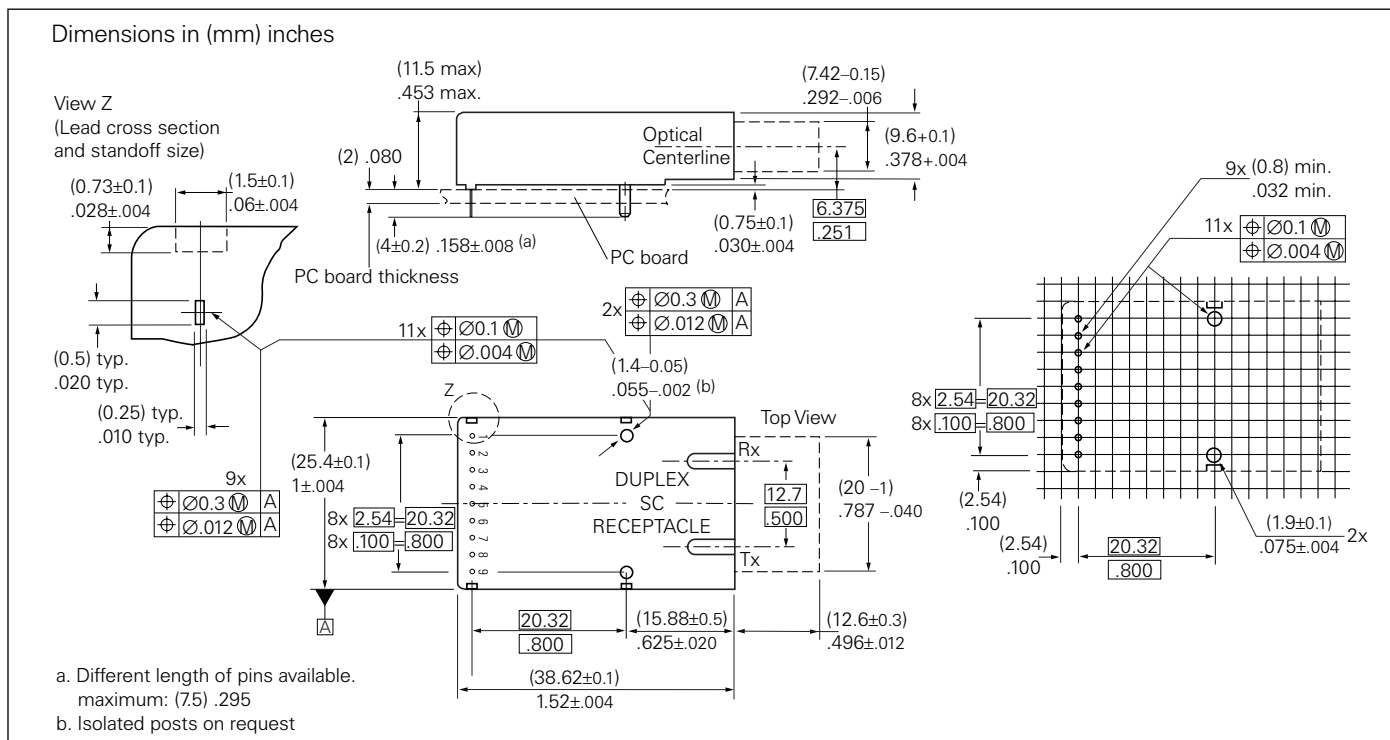 Dimensions in (mm) inches
View Z
(Lead cross section
and standoff size)
(0.73±0.1)
.028±.004
(1.5±0.1)
.06±.004
(0.5) typ.
.020 typ.
(0.25) typ.
.010 typ.
(11.5 max)
.453 max.
(2) .080
(4±0.2) .158±.008 (a)
PC board thickness
PC board
Optical
Centerline
(7.42–0.15)
.292–.006
(9.6+0.1)
.378+.004
(0.75±0.1)
.030±.004
6.375
.251
9x
⌖ Ø0.3 Ⓜ A
⌖ Ø.012 Ⓜ A
11x ⌖ Ø0.1 Ⓜ
⌖ Ø.004 Ⓜ
2x ⌖ Ø0.3 Ⓜ A
⌖ Ø.012 Ⓜ A
(1.4–0.05)
.055–.002 (b)
Z
Top View
(25.4±0.1)
1±.004
8x 2.54=20.32
8x .100=.800
1
2
3
4
5
6
7
8
9
Rx
DUPLEX
SC
RECEPTACLE
Tx
12.7
.500
(20 –1)
.787 –.040
A
20.32
.800
(15.88±0.5)
.625±.020
(12.6±0.3)
.496±.012
(38.62±0.1)
1.52±.004
9x (0.8) min.
.032 min.
11x ⌖ Ø0.1 Ⓜ
⌖ Ø.004 Ⓜ
8x 2.54=20.32
8x .100=.800
(2.54)
.100
(2.54)
.100
20.32
.800
(1.9±0.1)
.075±.004
2x
a. Different length of pins available.
maximum: (7.5) .295
b. Isolated posts on request